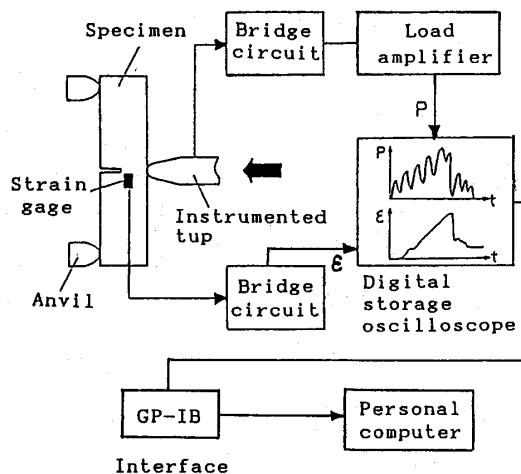 Specimen
Bridge
circuit
Load
amplifier
P
P
t
Strain
gage
Instrumented
tup
ε
t
ε
Anvil
Bridge
circuit
Digital
storage
oscilloscope
GP-IB
Personal
computer
Interface